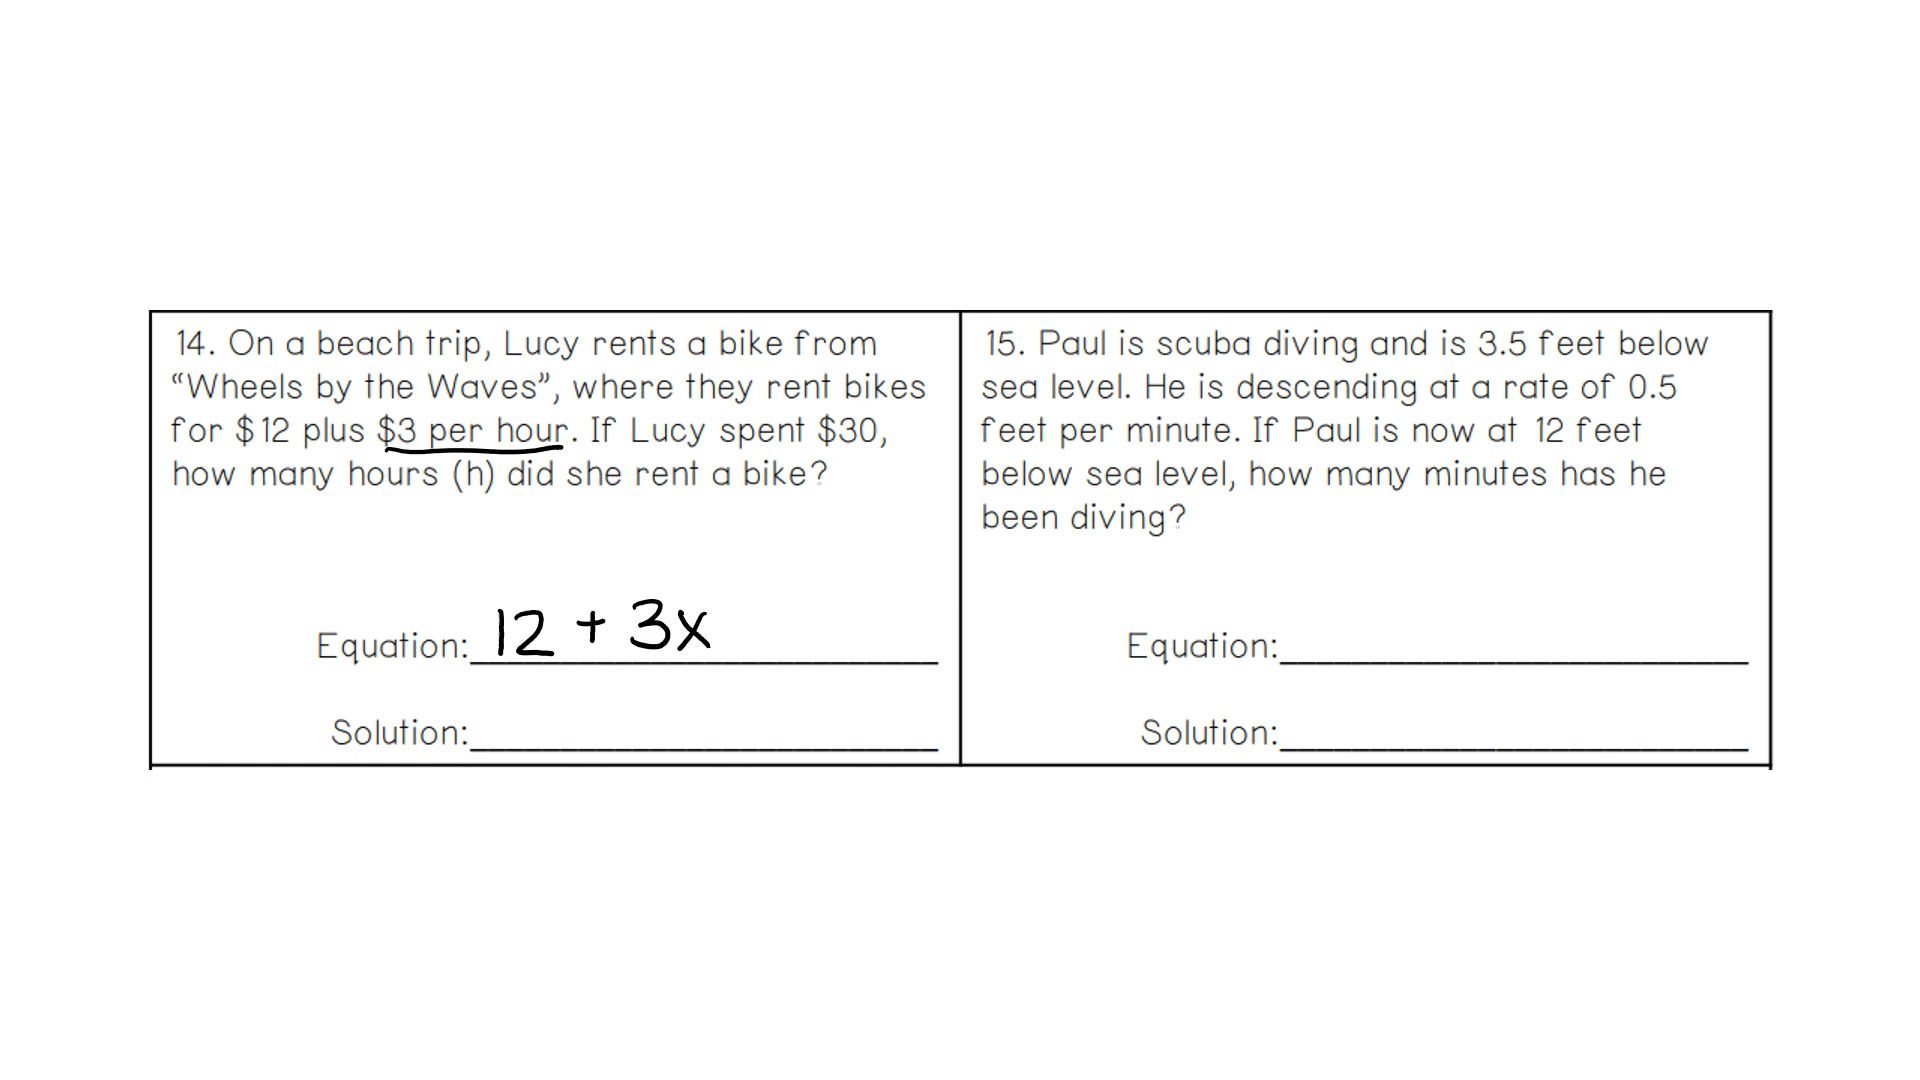 14. On a beach trip, Lucy rents a bike from
“Wheels by the Waves”, where they rent bikes
for $12 plus $3 per hour. If Lucy spent $30,
how many hours (h) did she rent a bike?
Equation: 12 + 3x
Solution:
15. Paul is scuba diving and is 3.5 feet below
sea level. He is descending at a rate of 0.5
feet per minute. If Paul is now at 12 feet
below sea level, how many minutes has he
been diving?
Equation:
Solution: